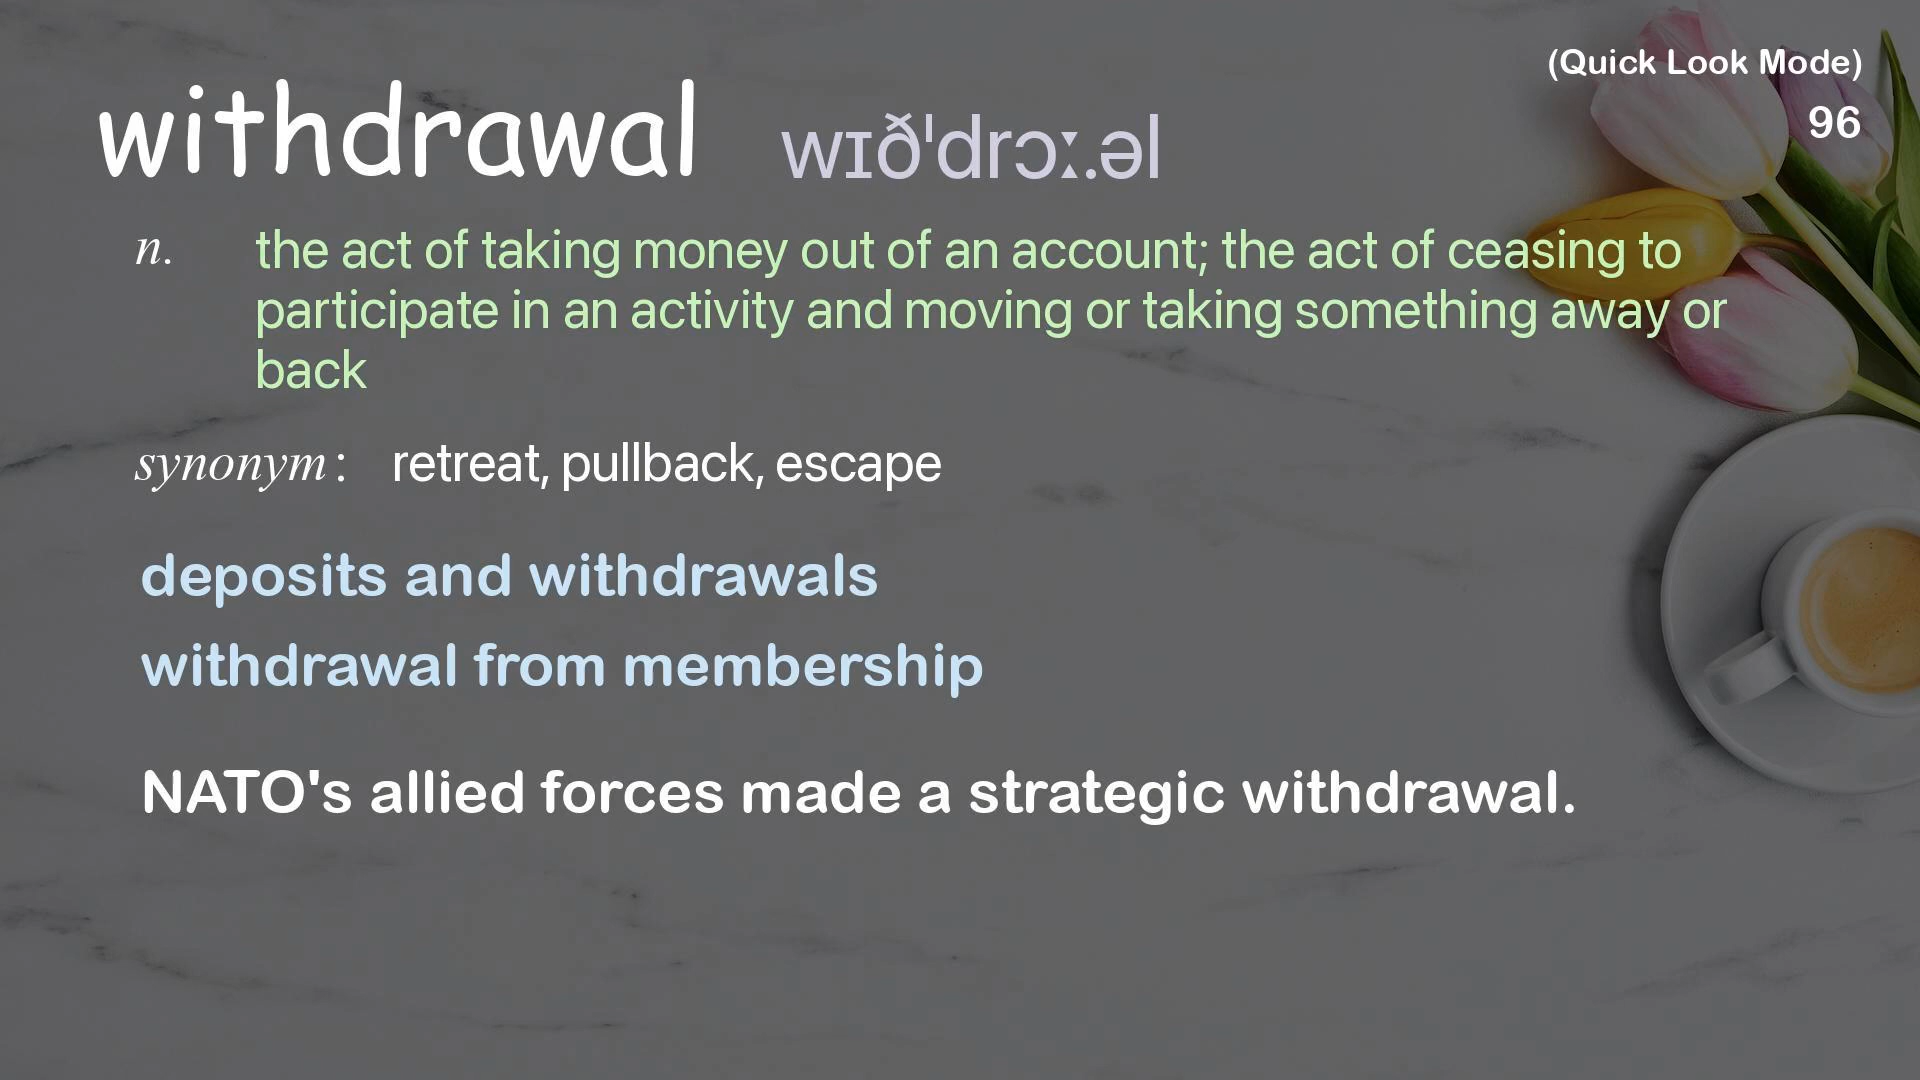 (Quick Look Mode)
96
withdrawal wɪðˈdrɔː.əl
n. the act of taking money out of an account; the act of ceasing to
participate in an activity and moving or taking something away or
back
synonym : retreat, pullback, escape
deposits and withdrawals
withdrawal from membership
NATO's allied forces made a strategic withdrawal.